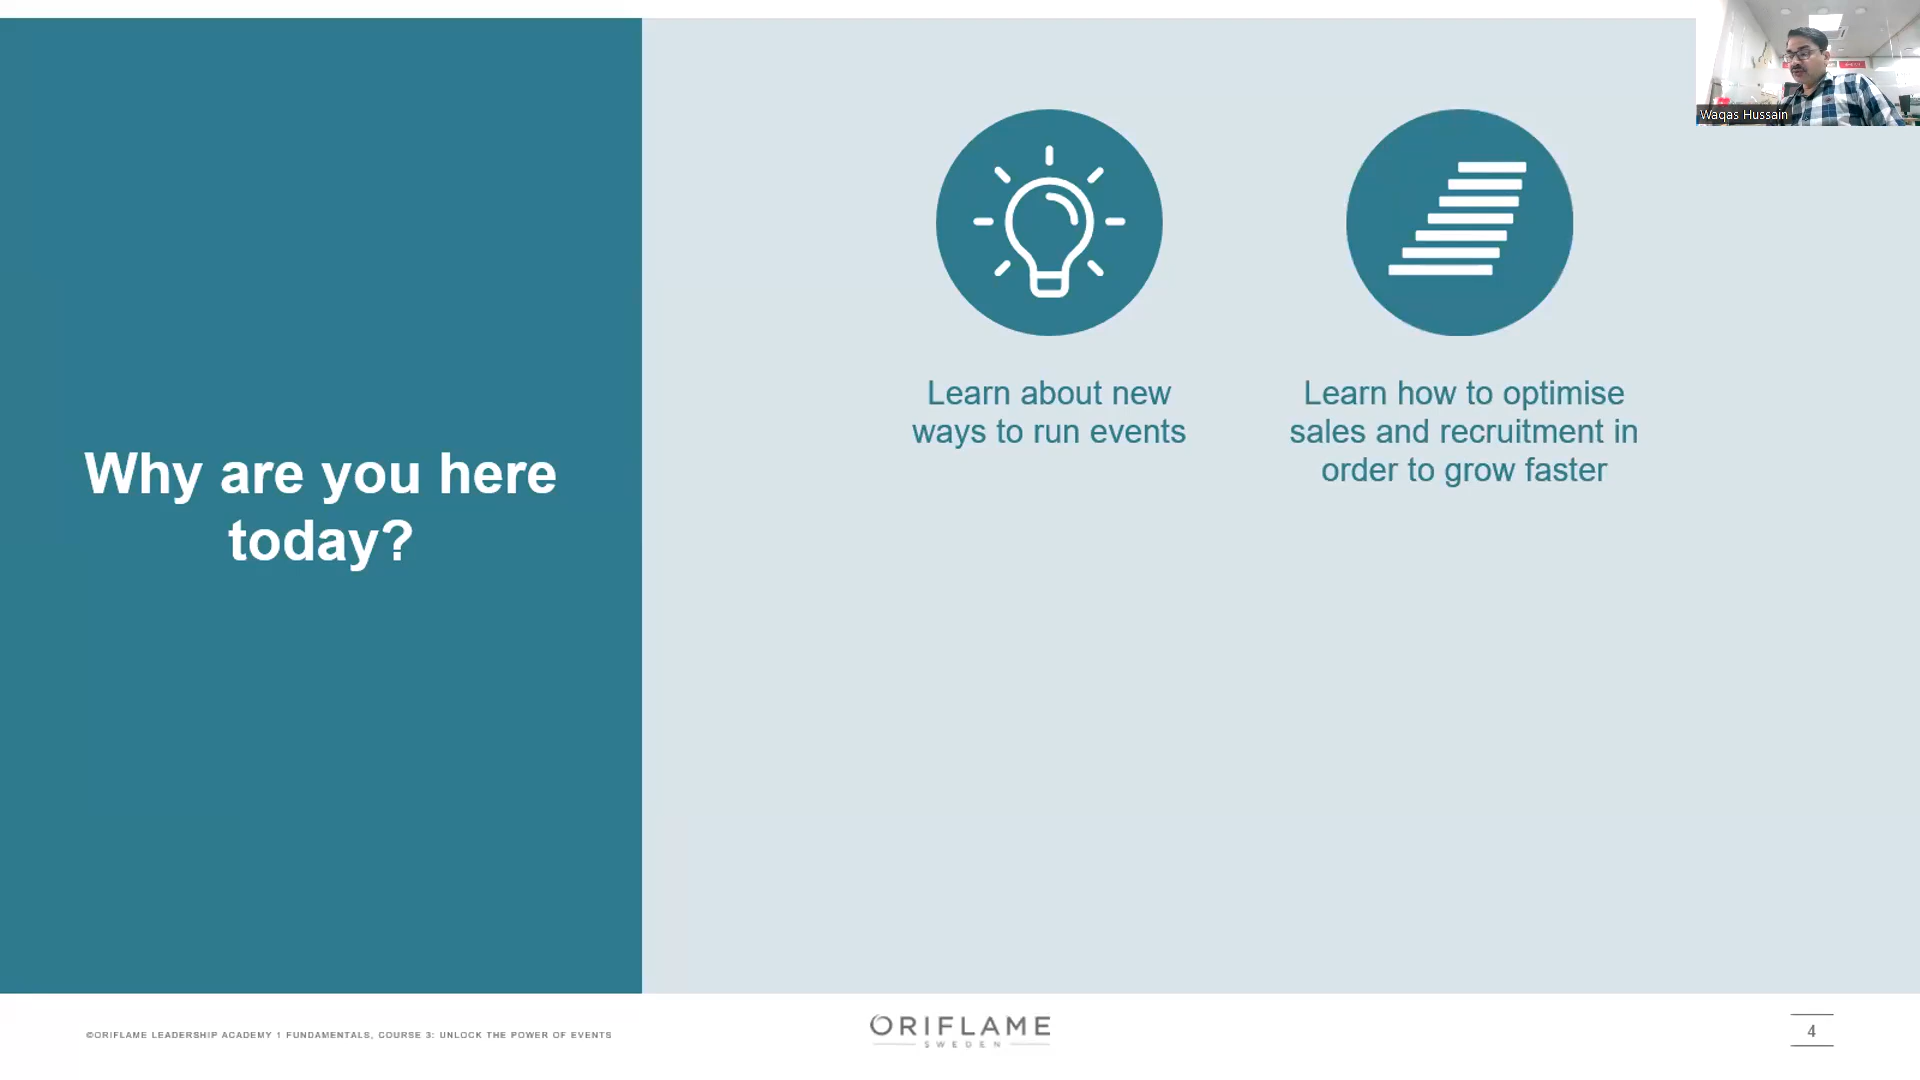 Waqas Hussain
Why are you here
today?
Learn about new
ways to run events
Learn how to optimise
sales and recruitment in
order to grow faster
©ORIFLAME LEADERSHIP ACADEMY 1 FUNDAMENTALS, COURSE 3: UNLOCK THE POWER OF EVENTS
ORIFLAME
SWEDEN
4